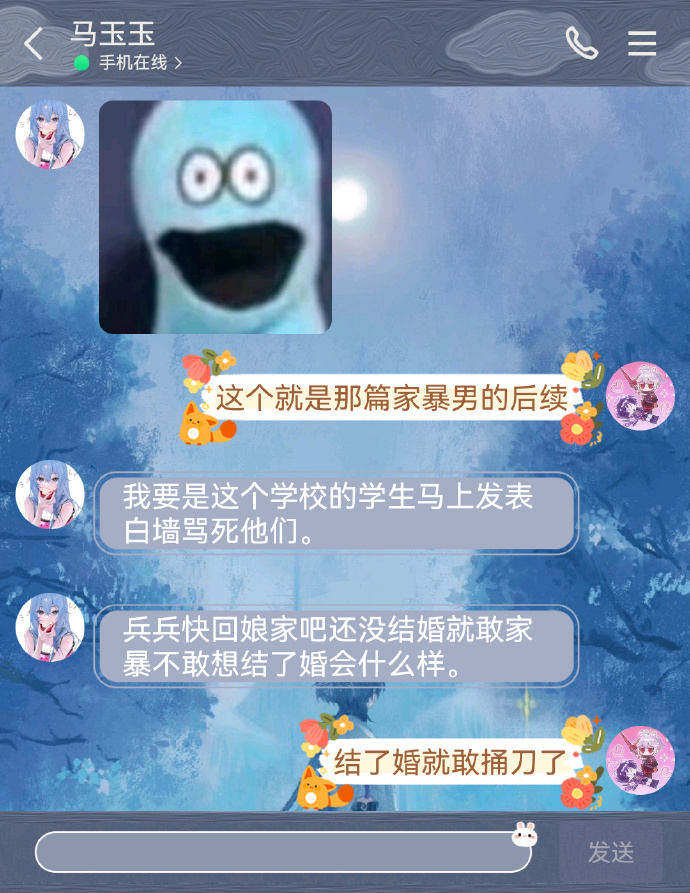 马玉玉
手机在线
这个就是那篇家暴男的后续
我要是这个学校的学生马上发表
白墙骂死他们。
兵兵快回娘家吧还没结婚就敢家
暴不敢想结了婚会什么样。
结了婚就敢捅刀了
发送